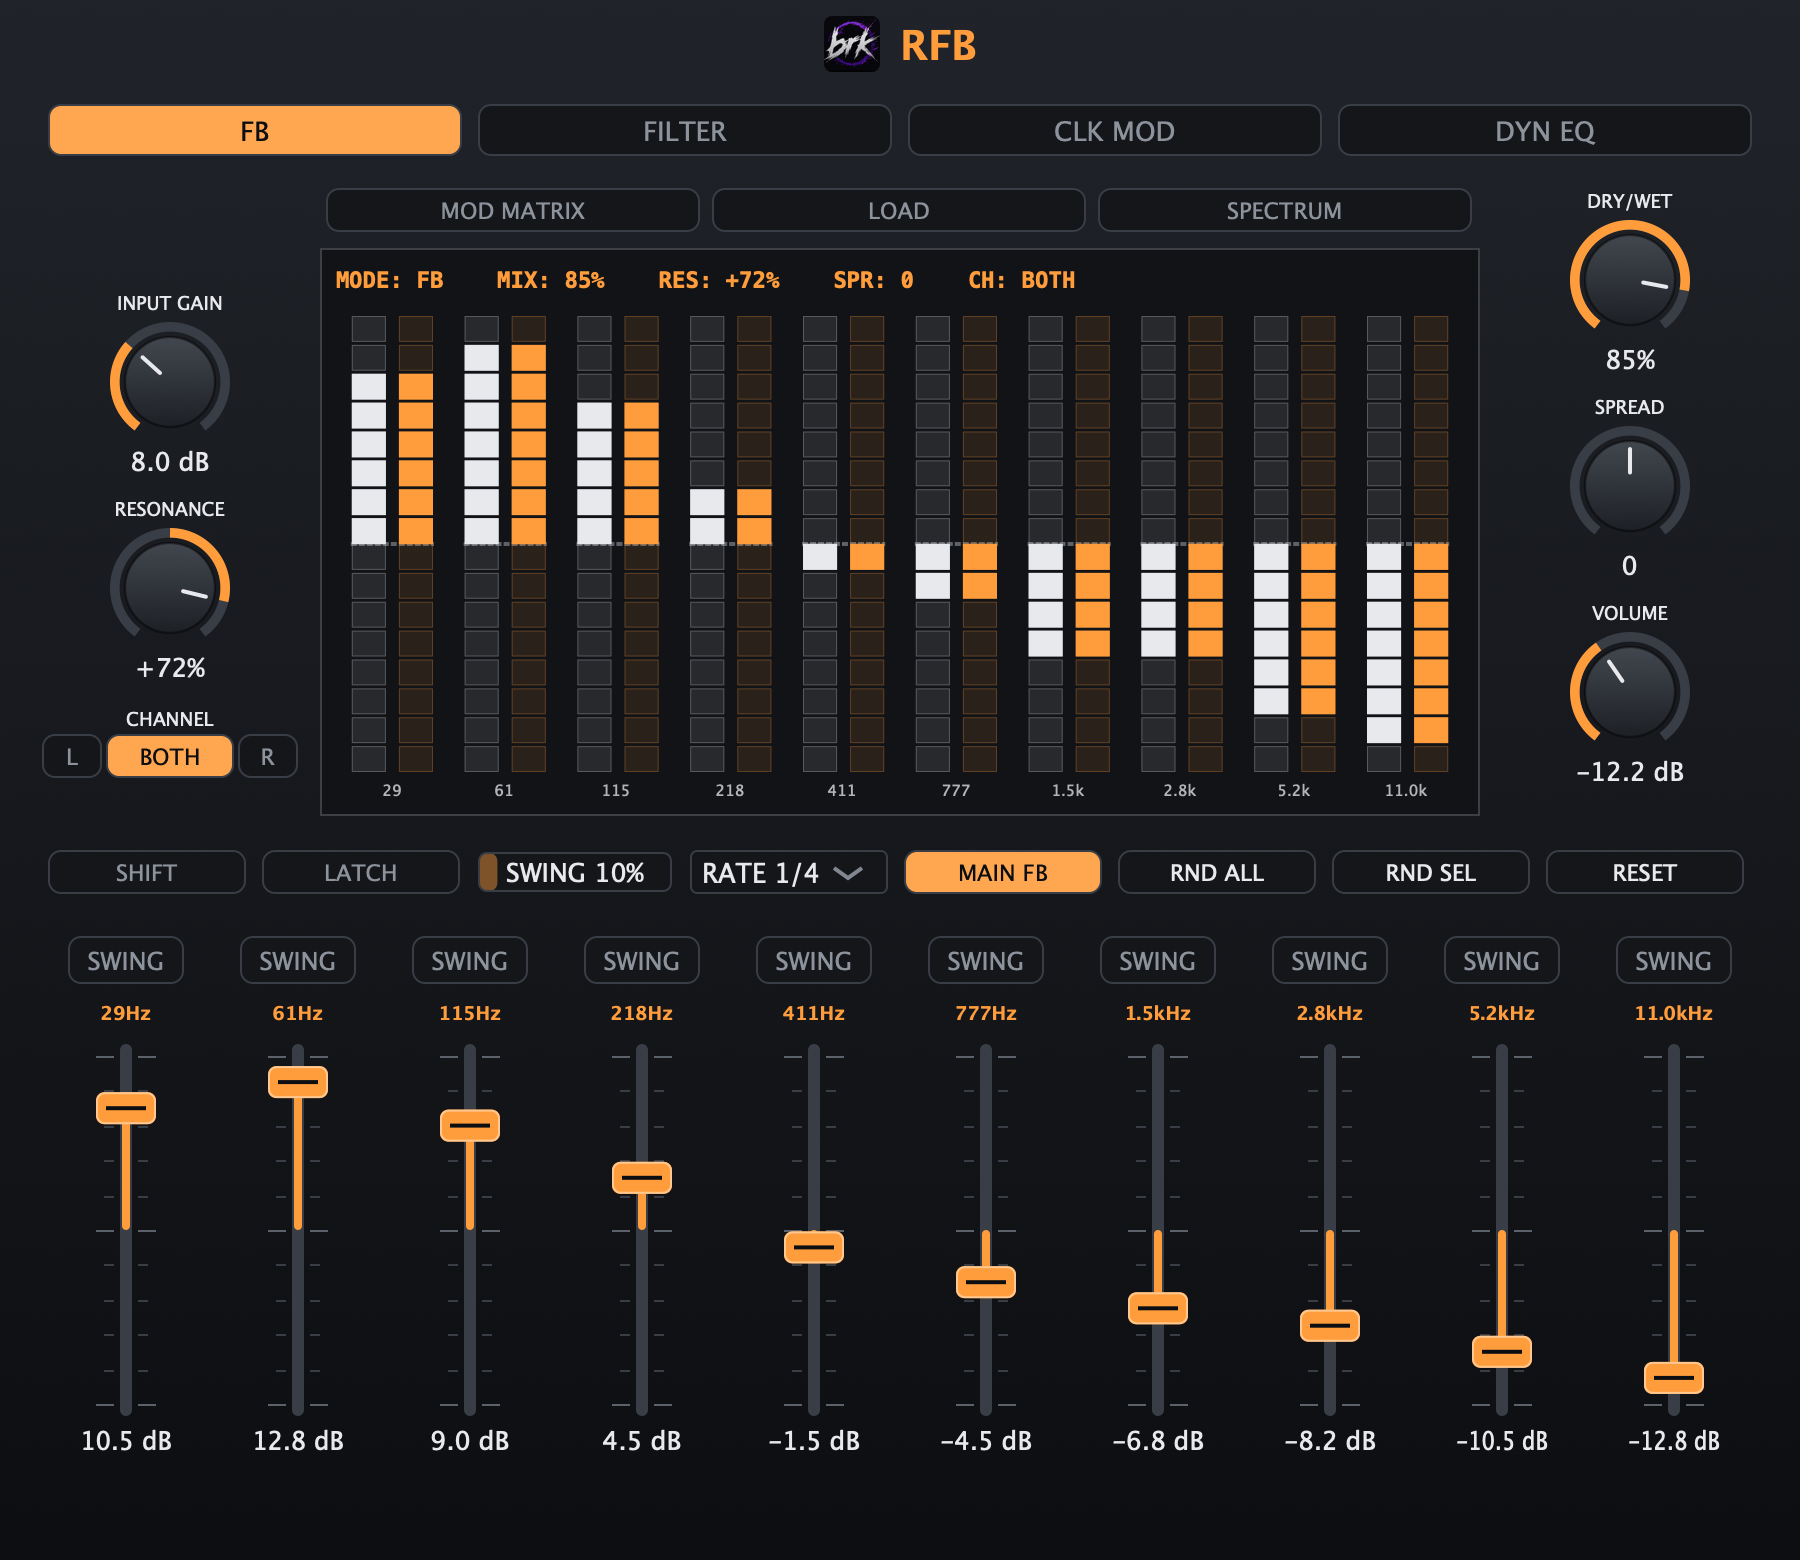 brk RFB
FB FILTER CLK MOD DYN EQ
MOD MATRIX LOAD SPECTRUM
MODE: FB MIX: 85% RES: +72% SPR: 0 CH: BOTH
INPUT GAIN
8.0 dB
RESONANCE
+72%
CHANNEL
L BOTH R
29 61 115 218 411 777 1.5k 2.8k 5.2k 11.0k
DRY/WET
85%
SPREAD
0
VOLUME
-12.2 dB
SHIFT LATCH SWING 10% RATE 1/4 MAIN FB RND ALL RND SEL RESET
SWING SWING SWING SWING SWING SWING SWING SWING SWING SWING
29Hz 61Hz 115Hz 218Hz 411Hz 777Hz 1.5kHz 2.8kHz 5.2kHz 11.0kHz
10.5 dB 12.8 dB 9.0 dB 4.5 dB -1.5 dB -4.5 dB -6.8 dB -8.2 dB -10.5 dB -12.8 dB